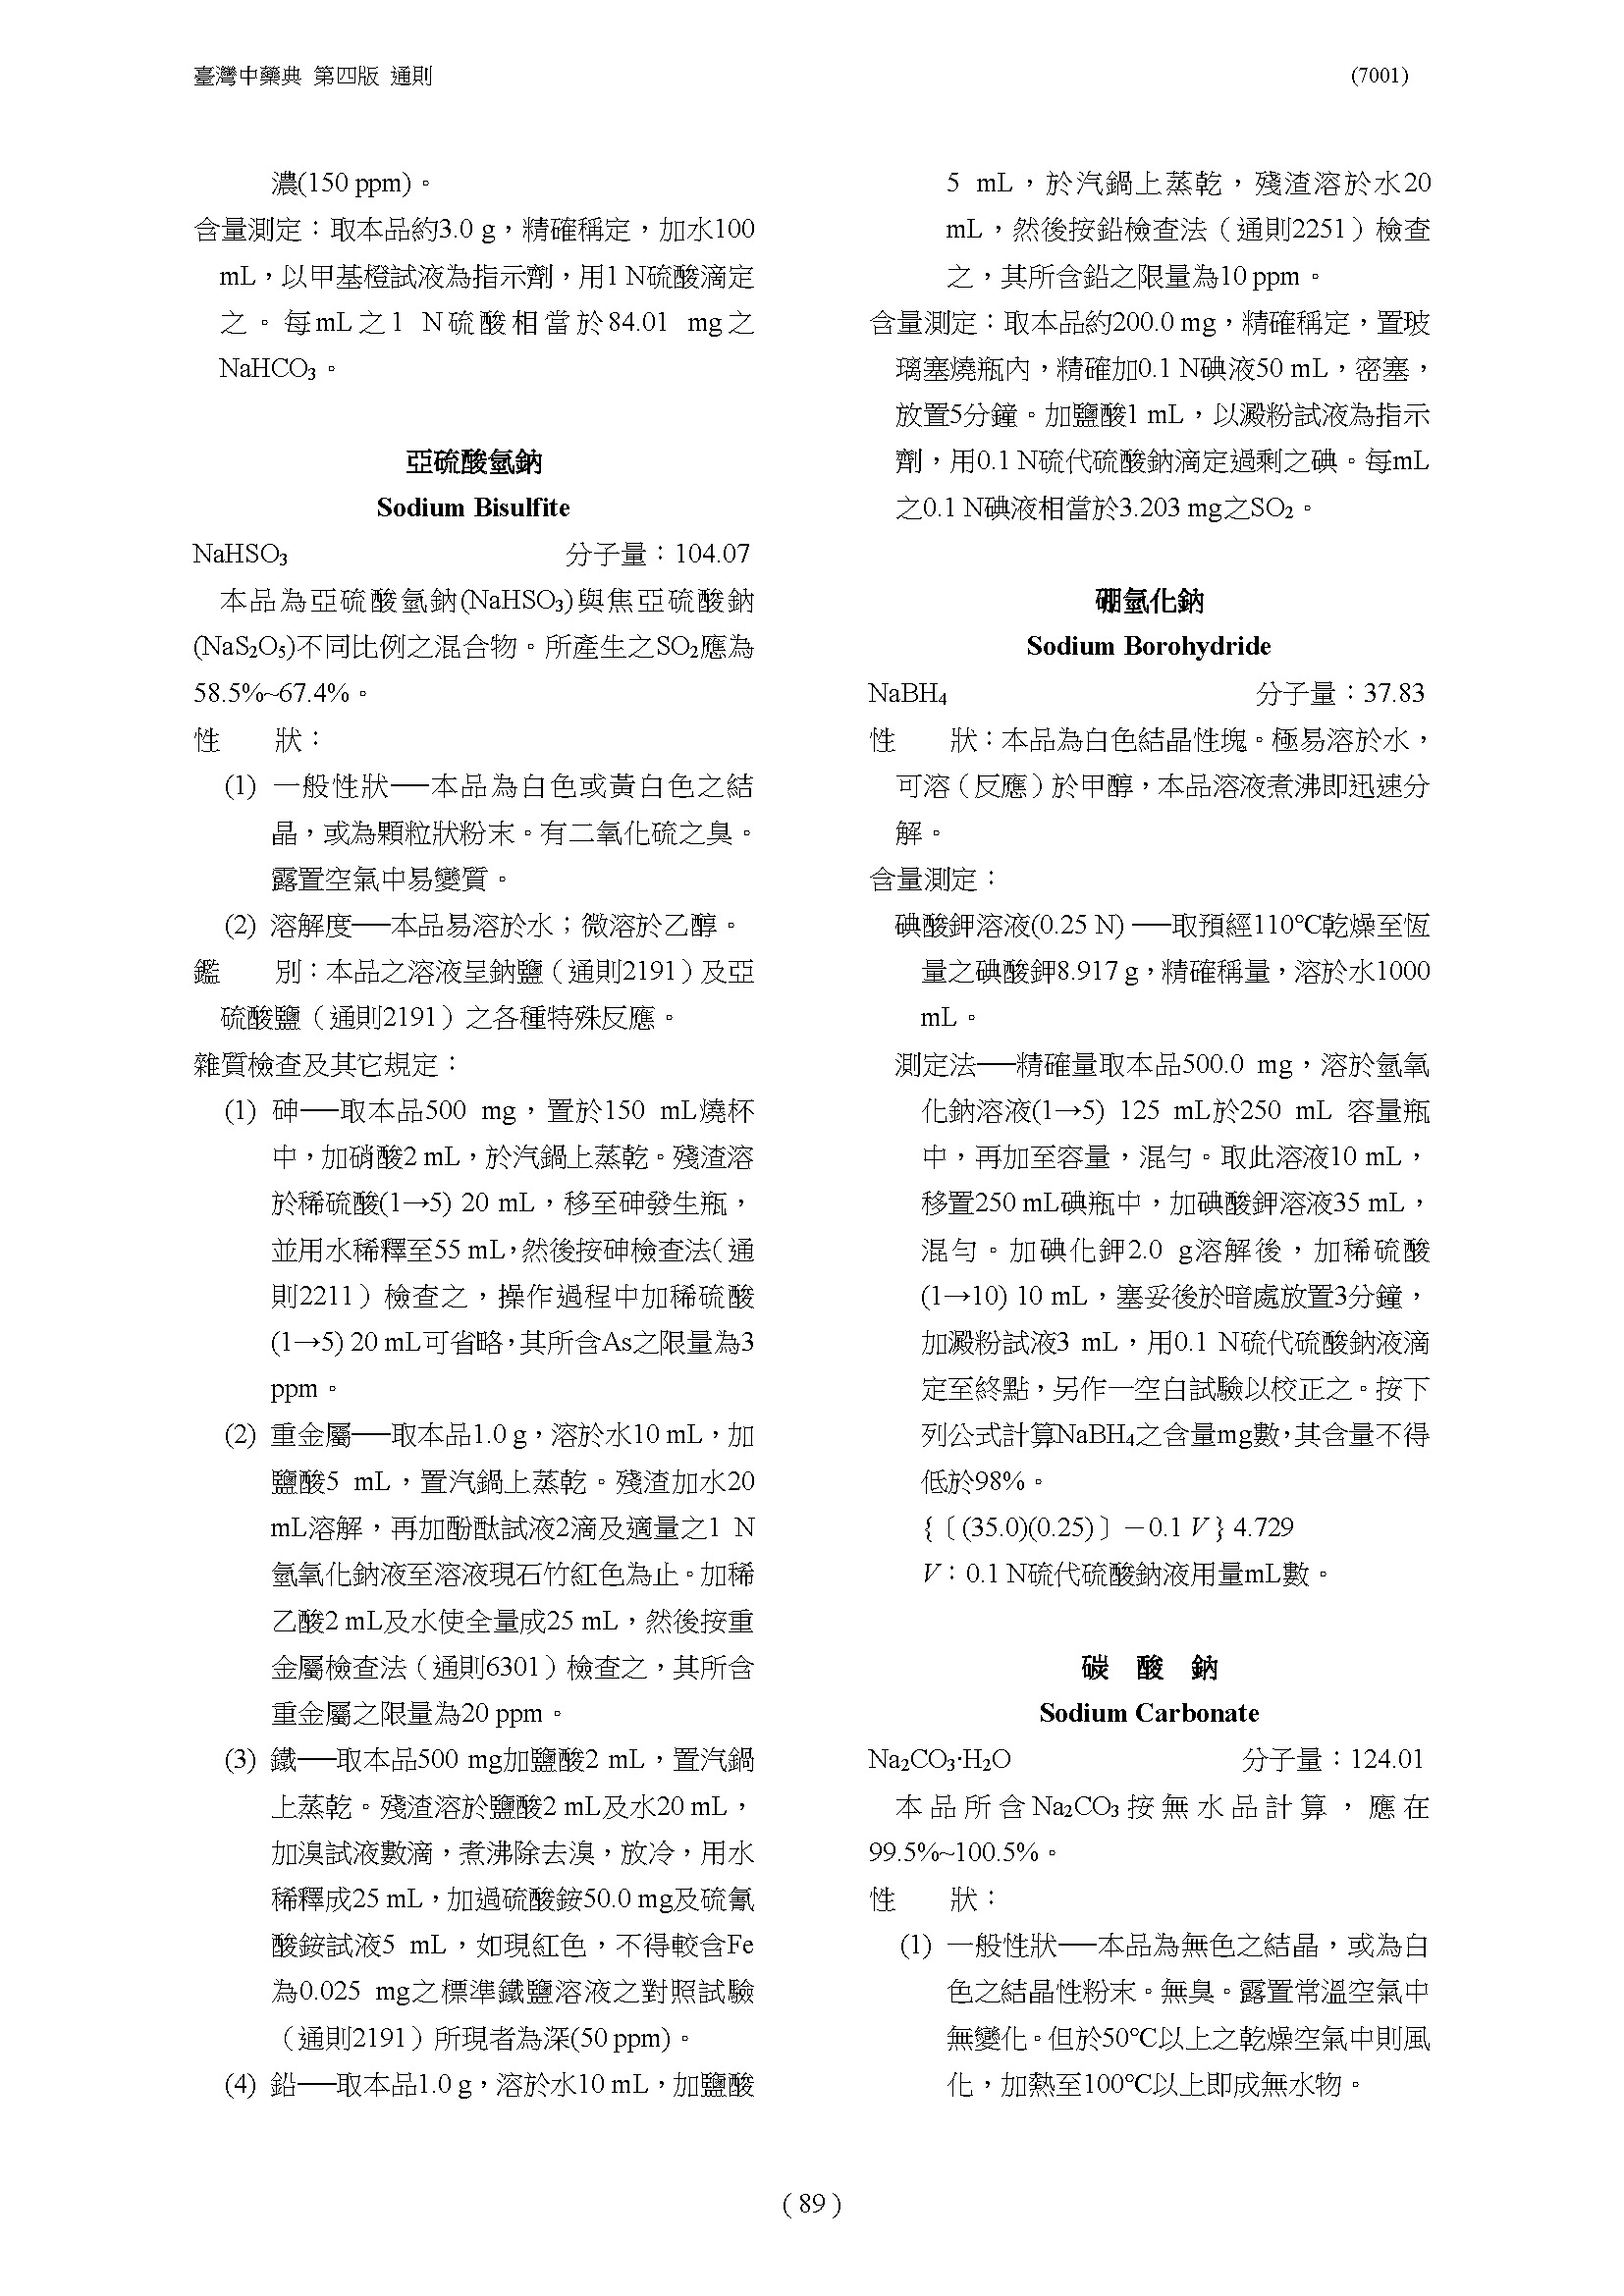 臺灣中藥典 第四版 通則
(7001)
濃(150 ppm)。
含量測定：取本品約3.0 g，精確稱定，加水100
mL，以甲基橙試液為指示劑，用1 N硫酸滴定
之。每mL之1 N硫酸相當於84.01 mg之
NaHCO₃。
亞硫酸氫鈉
Sodium Bisulfite
NaHSO₃ 分子量：104.07
本品為亞硫酸氫鈉(NaHSO₃)與焦亞硫酸鈉
(NaS₂O₅)不同比例之混合物。所產生之SO₂應為
58.5%~67.4%。
性　　狀：
(1) 一般性狀──本品為白色或黃白色之結
晶，或為顆粒狀粉末。有二氧化硫之臭。
露置空氣中易變質。
(2) 溶解度──本品易溶於水；微溶於乙醇。
鑑　　別：本品之溶液呈鈉鹽（通則2191）及亞
硫酸鹽（通則2191）之各種特殊反應。
雜質檢查及其它規定：
(1) 砷──取本品500 mg，置於150 mL燒杯
中，加硝酸2 mL，於汽鍋上蒸乾。殘渣溶
於稀硫酸(1→5) 20 mL，移至砷發生瓶，
並用水稀釋至55 mL，然後按砷檢查法（通
則2211）檢查之，操作過程中加稀硫酸
(1→5) 20 mL可省略，其所含As之限量為3
ppm。
(2) 重金屬──取本品1.0 g，溶於水10 mL，加
鹽酸5 mL，置汽鍋上蒸乾。殘渣加水20
mL溶解，再加酚酞試液2滴及適量之1 N
氫氧化鈉液至溶液現石竹紅色為止。加稀
乙酸2 mL及水使全量成25 mL，然後按重
金屬檢查法（通則6301）檢查之，其所含
重金屬之限量為20 ppm。
(3) 鐵──取本品500 mg加鹽酸2 mL，置汽鍋
上蒸乾。殘渣溶於鹽酸2 mL及水20 mL，
加溴試液數滴，煮沸除去溴，放冷，用水
稀釋成25 mL，加過硫酸銨50.0 mg及硫氰
酸銨試液5 mL，如現紅色，不得較含Fe
為0.025 mg之標準鐵鹽溶液之對照試驗
（通則2191）所現者為深(50 ppm)。
(4) 鉛──取本品1.0 g，溶於水10 mL，加鹽酸
5 mL，於汽鍋上蒸乾，殘渣溶於水20
mL，然後按鉛檢查法（通則2251）檢查
之，其所含鉛之限量為10 ppm。
含量測定：取本品約200.0 mg，精確稱定，置玻
璃塞燒瓶內，精確加0.1 N碘液50 mL，密塞，
放置5分鐘。加鹽酸1 mL，以澱粉試液為指示
劑，用0.1 N硫代硫酸鈉滴定過剩之碘。每mL
之0.1 N碘液相當於3.203 mg之SO₂。
硼氫化鈉
Sodium Borohydride
NaBH₄ 分子量：37.83
性　　狀：本品為白色結晶性塊。極易溶於水，
可溶（反應）於甲醇，本品溶液煮沸即迅速分
解。
含量測定：
碘酸鉀溶液(0.25 N) ──取預經110℃乾燥至恆
量之碘酸鉀8.917 g，精確稱量，溶於水1000
mL。
測定法──精確量取本品500.0 mg，溶於氫氧
化鈉溶液(1→5) 125 mL於250 mL 容量瓶
中，再加至容量，混勻。取此溶液10 mL，
移置250 mL碘瓶中，加碘酸鉀溶液35 mL，
混勻。加碘化鉀2.0 g溶解後，加稀硫酸
(1→10) 10 mL，塞妥後於暗處放置3分鐘，
加澱粉試液3 mL，用0.1 N硫代硫酸鈉液滴
定至終點，另作一空白試驗以校正之。按下
列公式計算NaBH₄之含量mg數，其含量不得
低於98%。
{〔(35.0)(0.25)〕－0.1 V} 4.729
V：0.1 N硫代硫酸鈉液用量mL數。
碳　酸　鈉
Sodium Carbonate
Na₂CO₃·H₂O 分子量：124.01
本品所含Na₂CO₃按無水品計算，應在
99.5%~100.5%。
性　　狀：
(1) 一般性狀──本品為無色之結晶，或為白
色之結晶性粉末。無臭。露置常溫空氣中
無變化。但於50℃以上之乾燥空氣中則風
化，加熱至100℃以上即成無水物。
( 89 )